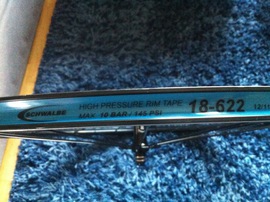 SCHWALBE
HIGH PRESSURE RIM TAPE
MAX 10 BAR / 145 PSI
18-622